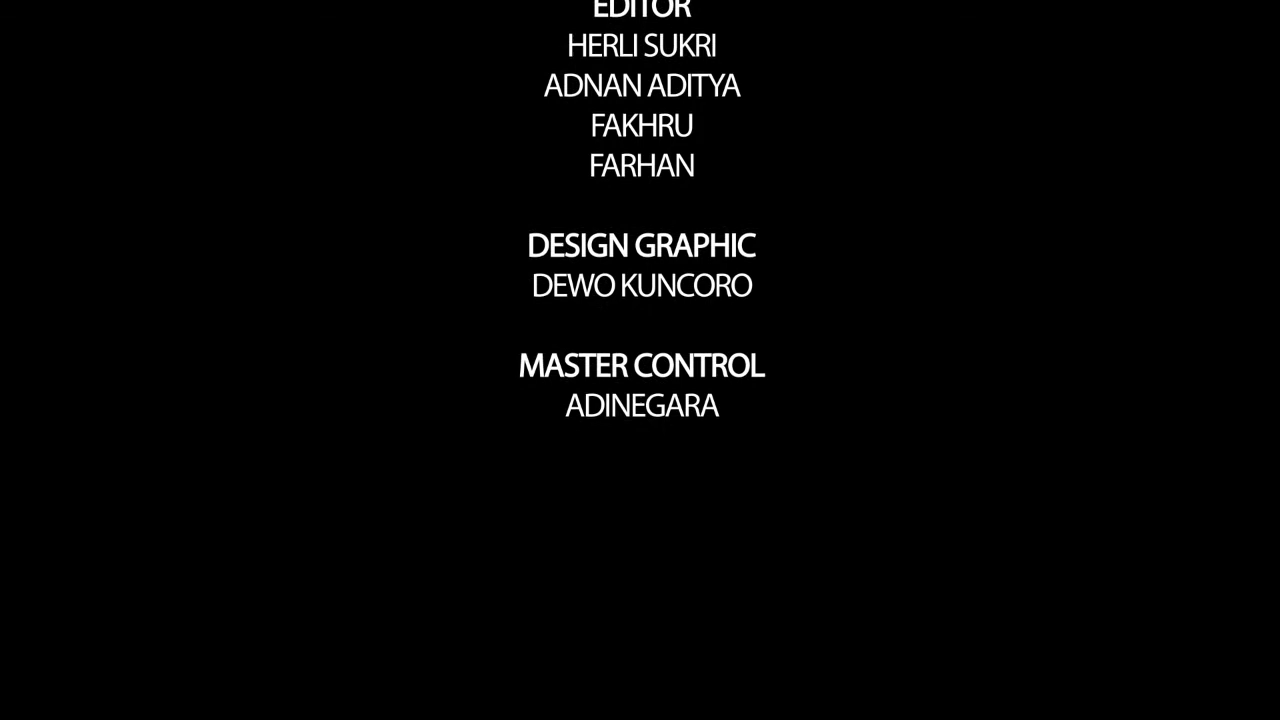 EDITOR
HERLI SUKRI
ADNAN ADITYA
FAKHRU
FARHAN
DESIGN GRAPHIC
DEWO KUNCORO
MASTER CONTROL
ADINEGARA